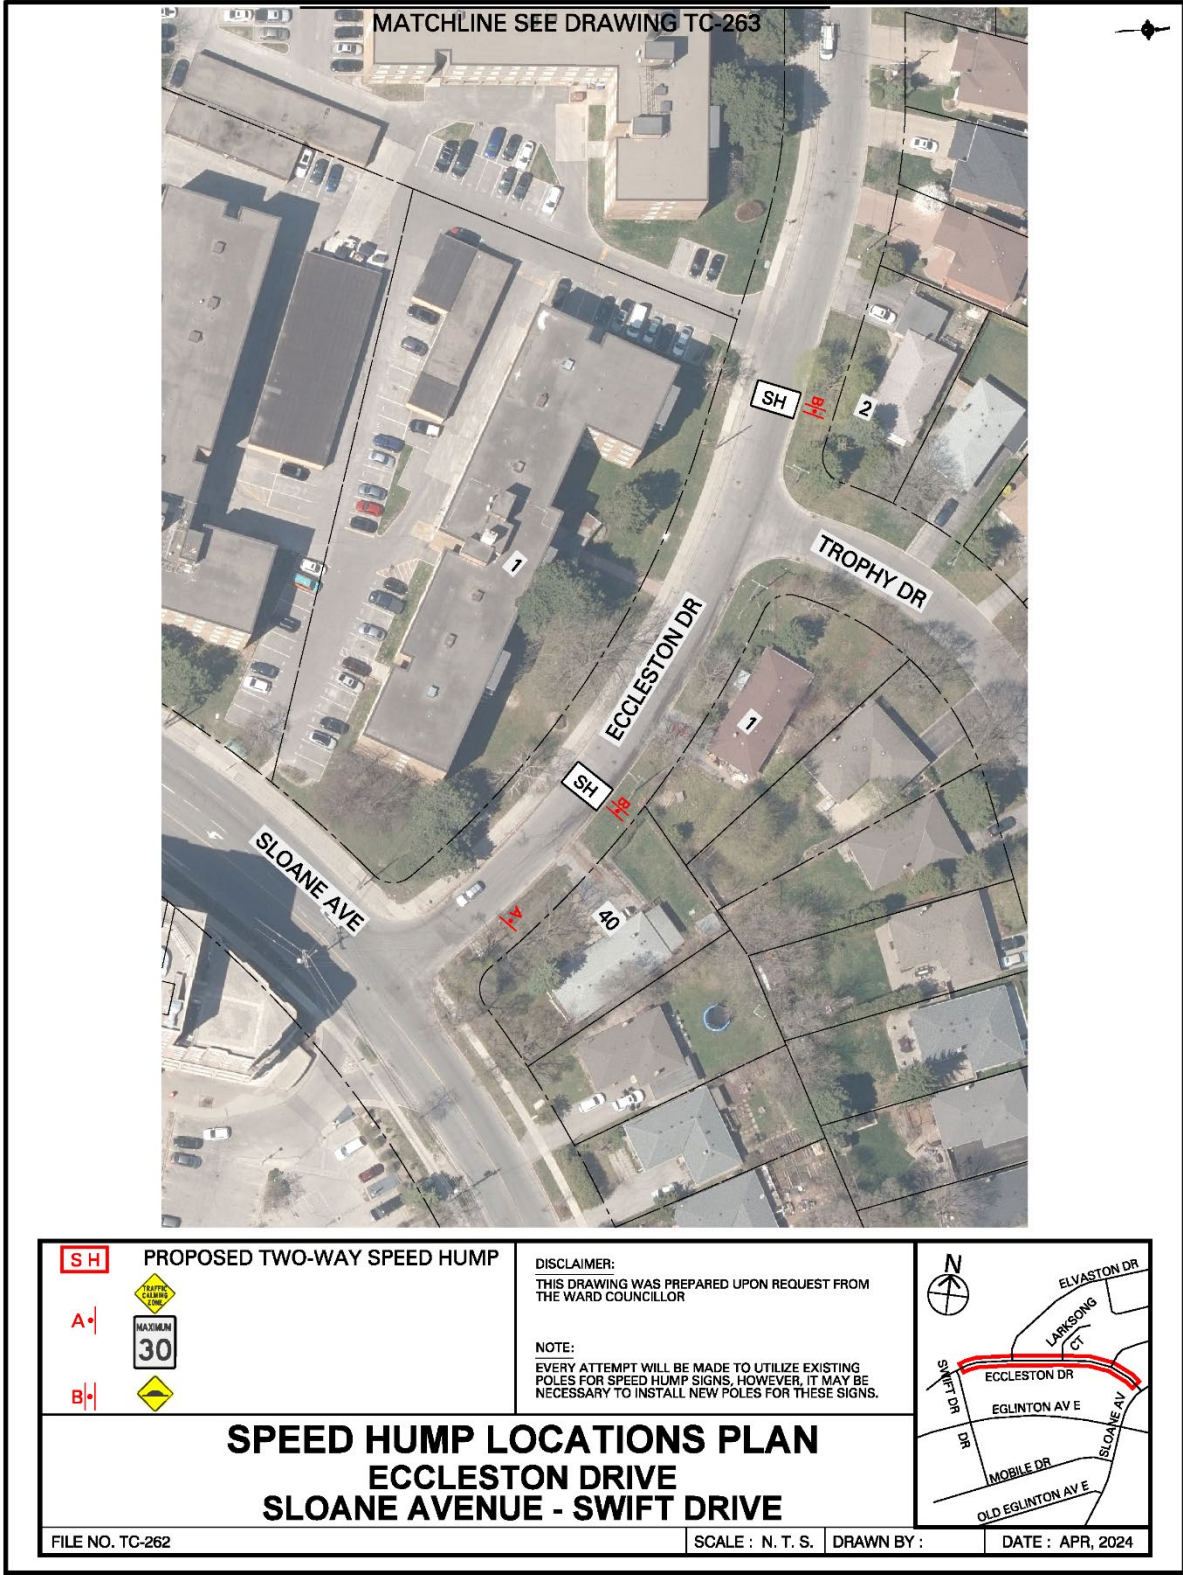 MATCHLINE SEE DRAWING TC-263
SH
B
2
TROPHY DR
1
ECCLESTON DR
1
SH
B
SLOANE AVE
A
40
SH PROPOSED TWO-WAY SPEED HUMP
TRAFFIC
CALMING
ZONE
A
MAXIMUM
30
B
DISCLAIMER:
THIS DRAWING WAS PREPARED UPON REQUEST FROM
THE WARD COUNCILLOR
NOTE:
EVERY ATTEMPT WILL BE MADE TO UTILIZE EXISTING
POLES FOR SPEED HUMP SIGNS, HOWEVER, IT MAY BE
NECESSARY TO INSTALL NEW POLES FOR THESE SIGNS.
N
ELVASTON DR
LARKSONG
CT
SWIFT DR
ECCLESTON DR
EGLINTON AV E
DR
SLOANE AV
MOBILE DR
OLD EGLINTON AV E
SPEED HUMP LOCATIONS PLAN
ECCLESTON DRIVE
SLOANE AVENUE - SWIFT DRIVE
FILE NO. TC-262
SCALE : N. T. S.
DRAWN BY :
DATE : APR, 2024